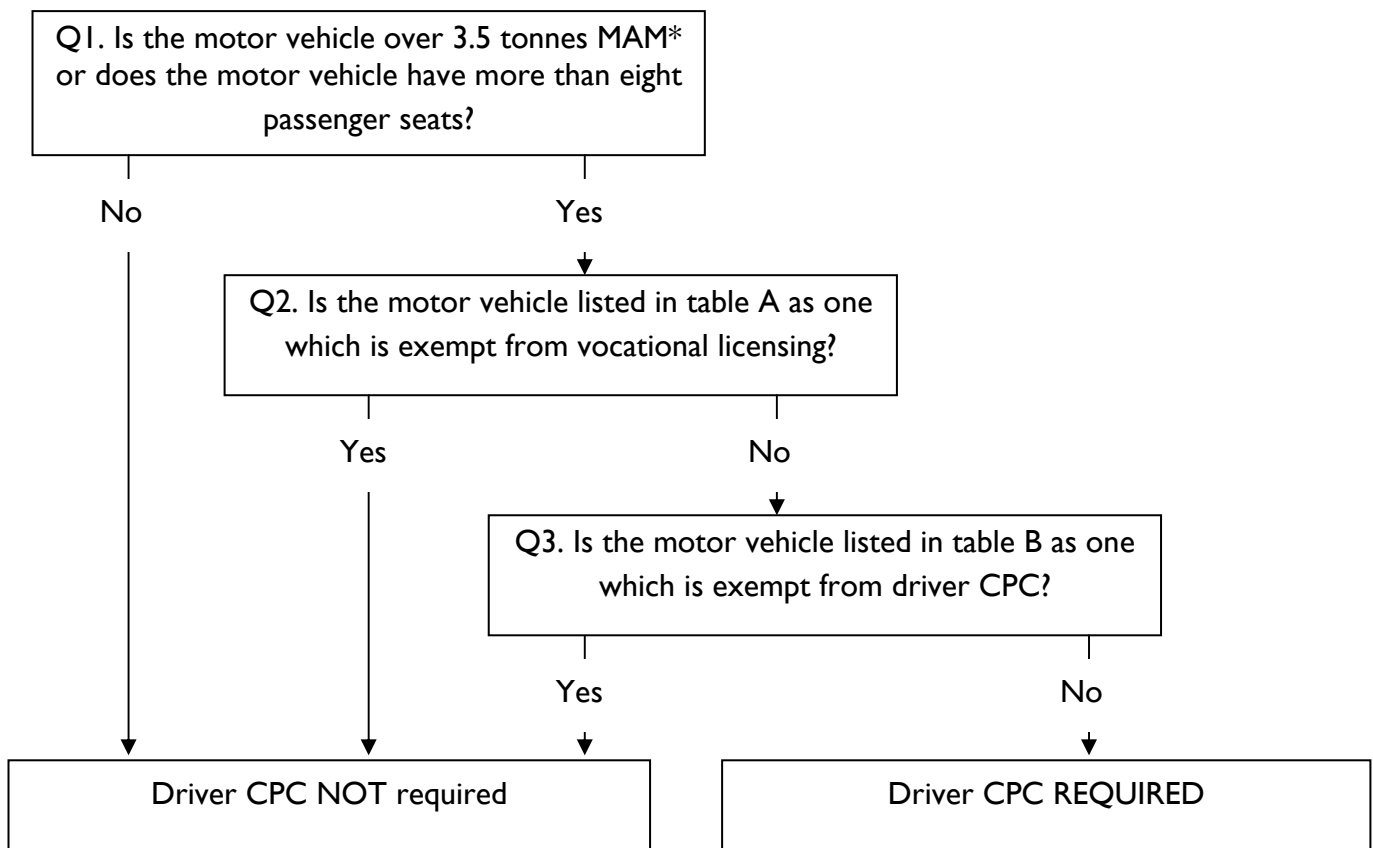 Q1. Is the motor vehicle over 3.5 tonnes MAM*
or does the motor vehicle have more than eight
passenger seats?
No
Yes
Q2. Is the motor vehicle listed in table A as one
which is exempt from vocational licensing?
Yes
No
Q3. Is the motor vehicle listed in table B as one
which is exempt from driver CPC?
Yes
No
Driver CPC NOT required
Driver CPC REQUIRED